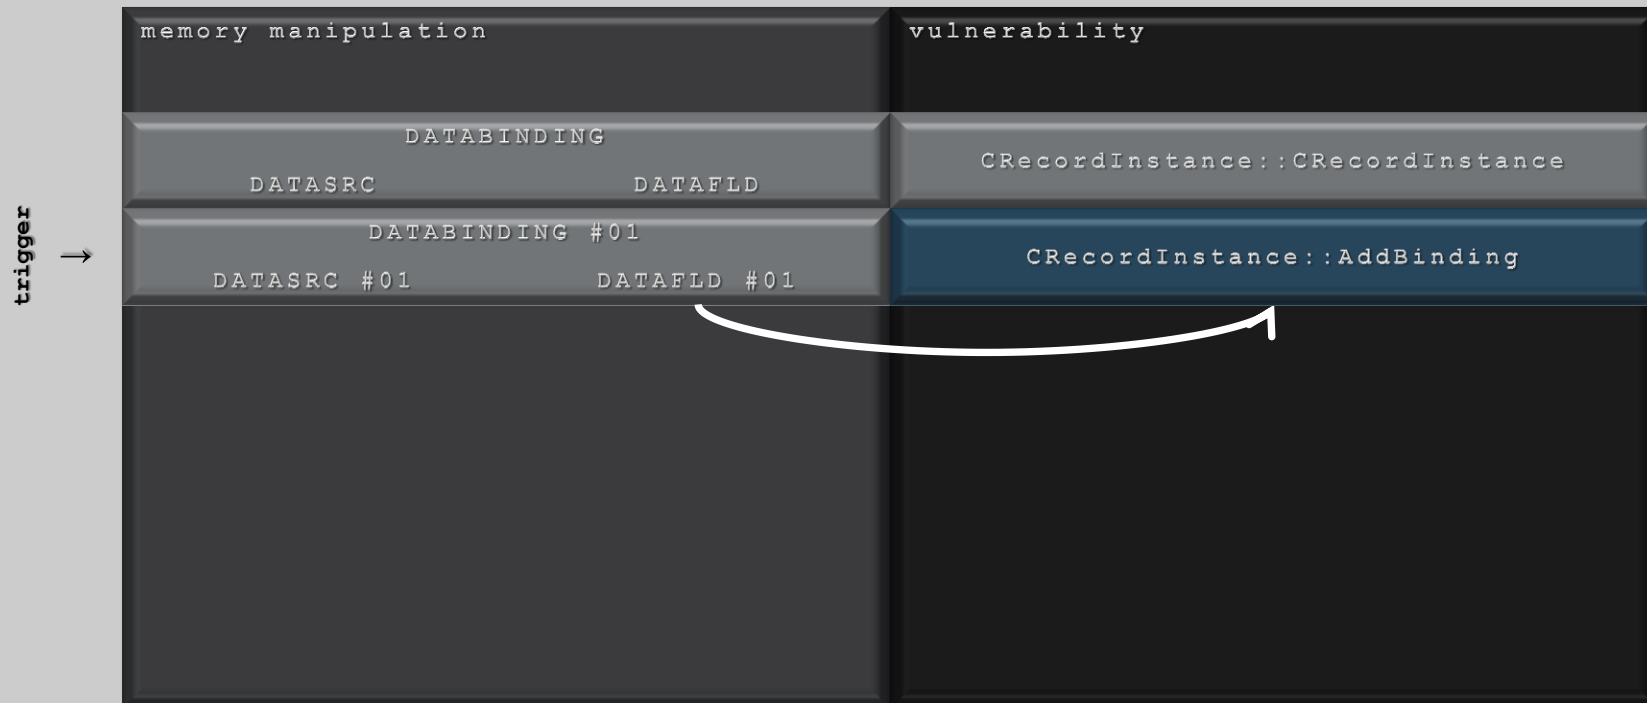 memory manipulation
vulnerability
DATABINDING
DATASRC DATAFLD
CRecordInstance::CRecordInstance
trigger →
DATABINDING #01
DATASRC #01 DATAFLD #01
CRecordInstance::AddBinding